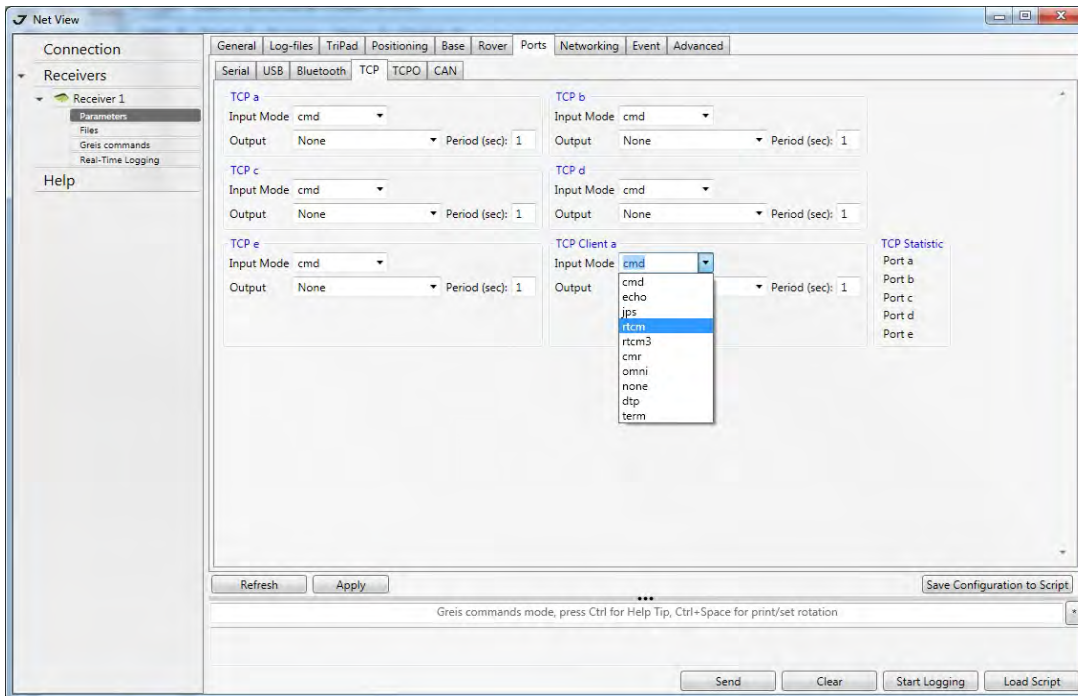 Net View
Connection
Receivers
Receiver 1
Parameters
Files
Greis commands
Real-Time Logging
Help
General Log-files TriPad Positioning Base Rover Ports Networking Event Advanced
Serial USB Bluetooth TCP TCPO CAN
TCP a
Input Mode cmd
Output None Period (sec): 1
TCP b
Input Mode cmd
Output None Period (sec): 1
TCP c
Input Mode cmd
Output None Period (sec): 1
TCP d
Input Mode cmd
Output None Period (sec): 1
TCP e
Input Mode cmd
Output None Period (sec): 1
TCP Client a
Input Mode cmd
Output Period (sec): 1
cmd
echo
jps
rtcm
rtcm3
cmr
omni
none
dtp
term
TCP Statistic
Port a
Port b
Port c
Port d
Port e
Refresh Apply Save Configuration to Script
Greis commands mode, press Ctrl for Help Tip, Ctrl+Space for print/set rotation
*
Send Clear Start Logging Load Script